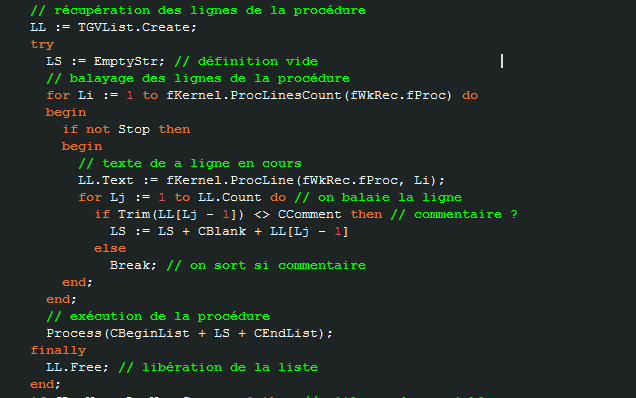 // récupération des lignes de la procédure
LL := TGVList.Create;
try
LS := EmptyStr; // définition vide
// balayage des lignes de la procédure
for Li := 1 to fKernel.ProcLinesCount(fWkRec.fProc) do
begin
if not Stop then
begin
// texte de a ligne en cours
LL.Text := fKernel.ProcLine(fWkRec.fProc, Li);
for Lj := 1 to LL.Count do // on balaie la ligne
if Trim(LL[Lj - 1]) <> CComment then // commentaire ?
LS := LS + CBlank + LL[Lj - 1]
else
Break; // on sort si commentaire
end;
end;
// exécution de la procédure
Process(CBeginList + LS + CEndList);
finally
LL.Free; // libération de la liste
end;